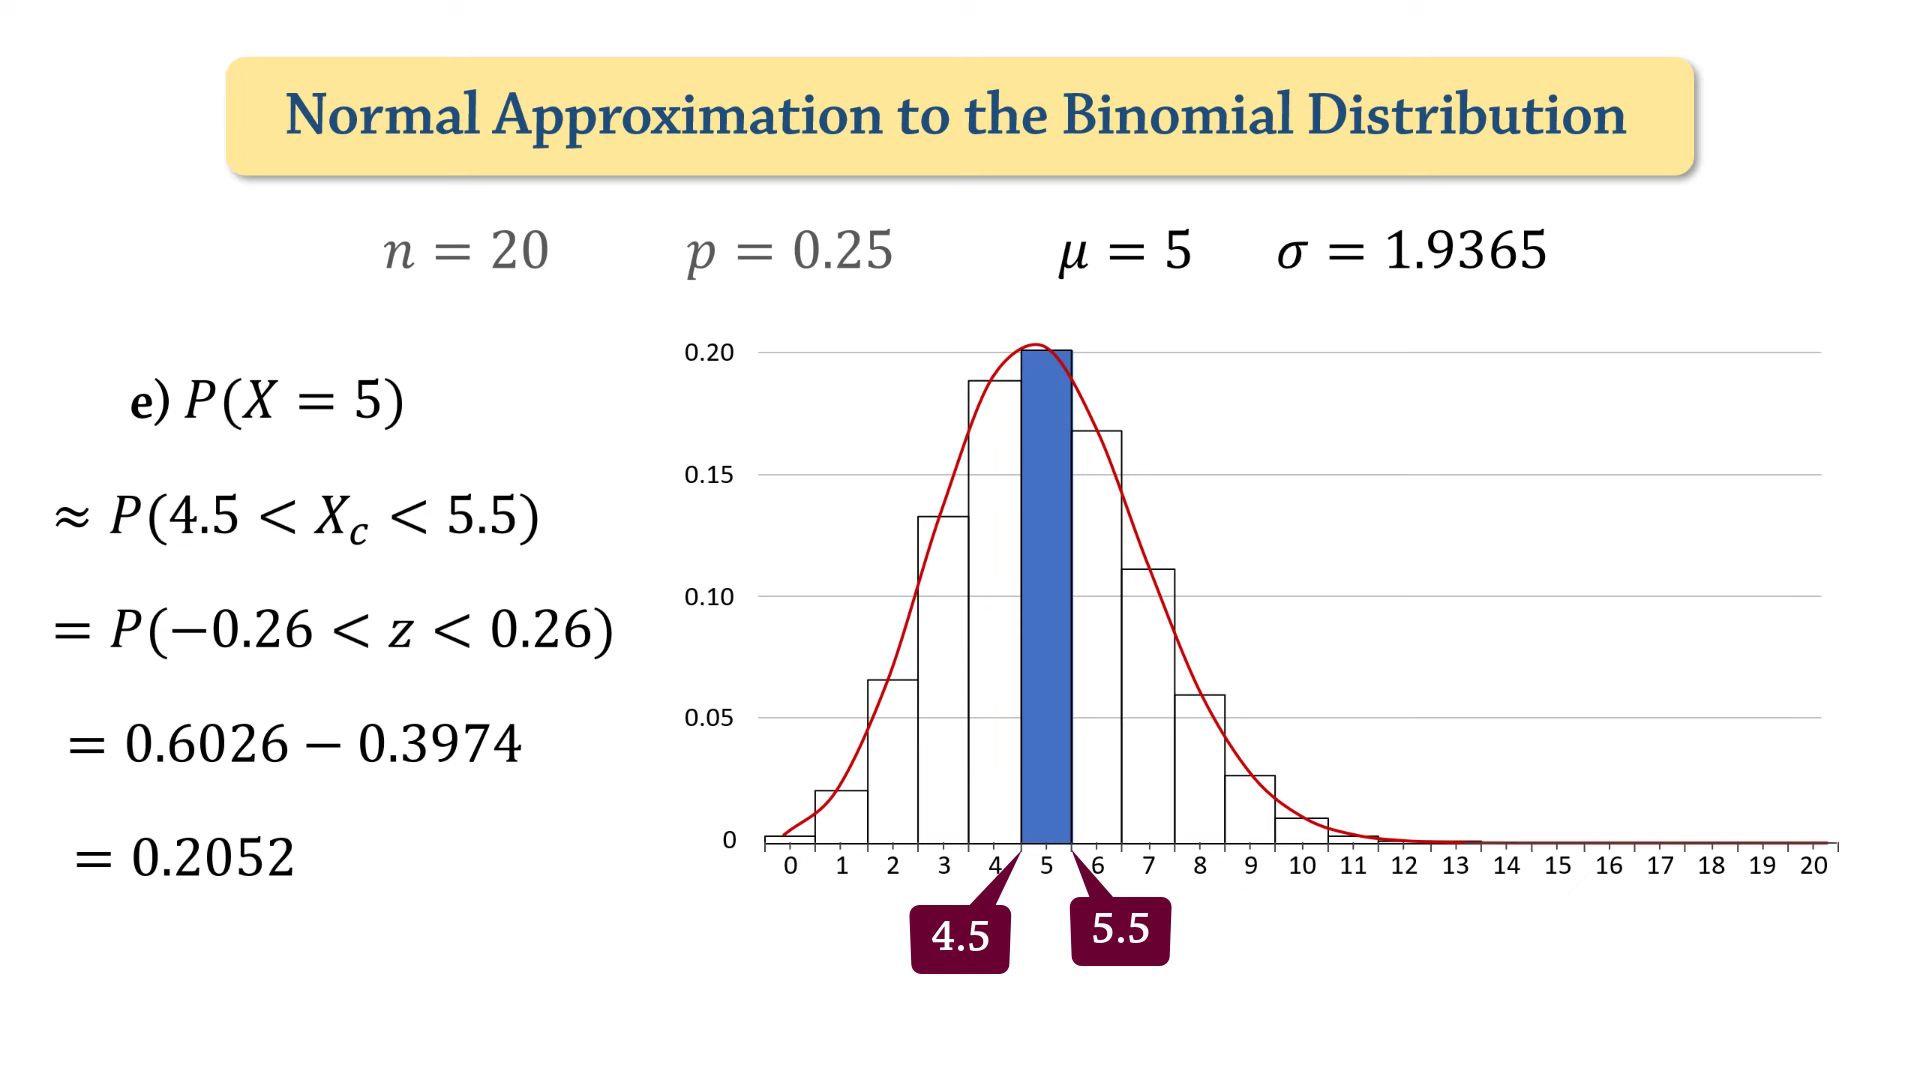 Normal Approximation to the Binomial Distribution
n = 20 p = 0.25 μ = 5 σ = 1.9365
e) P(X = 5)
≈ P(4.5 < X_c < 5.5)
= P(−0.26 < z < 0.26)
= 0.6026 − 0.3974
= 0.2052
0.20
0.15
0.10
0.05
0
0 1 2 3 4 5 6 7 8 9 10 11 12 13 14 15 16 17 18 19 20
4.5 5.5